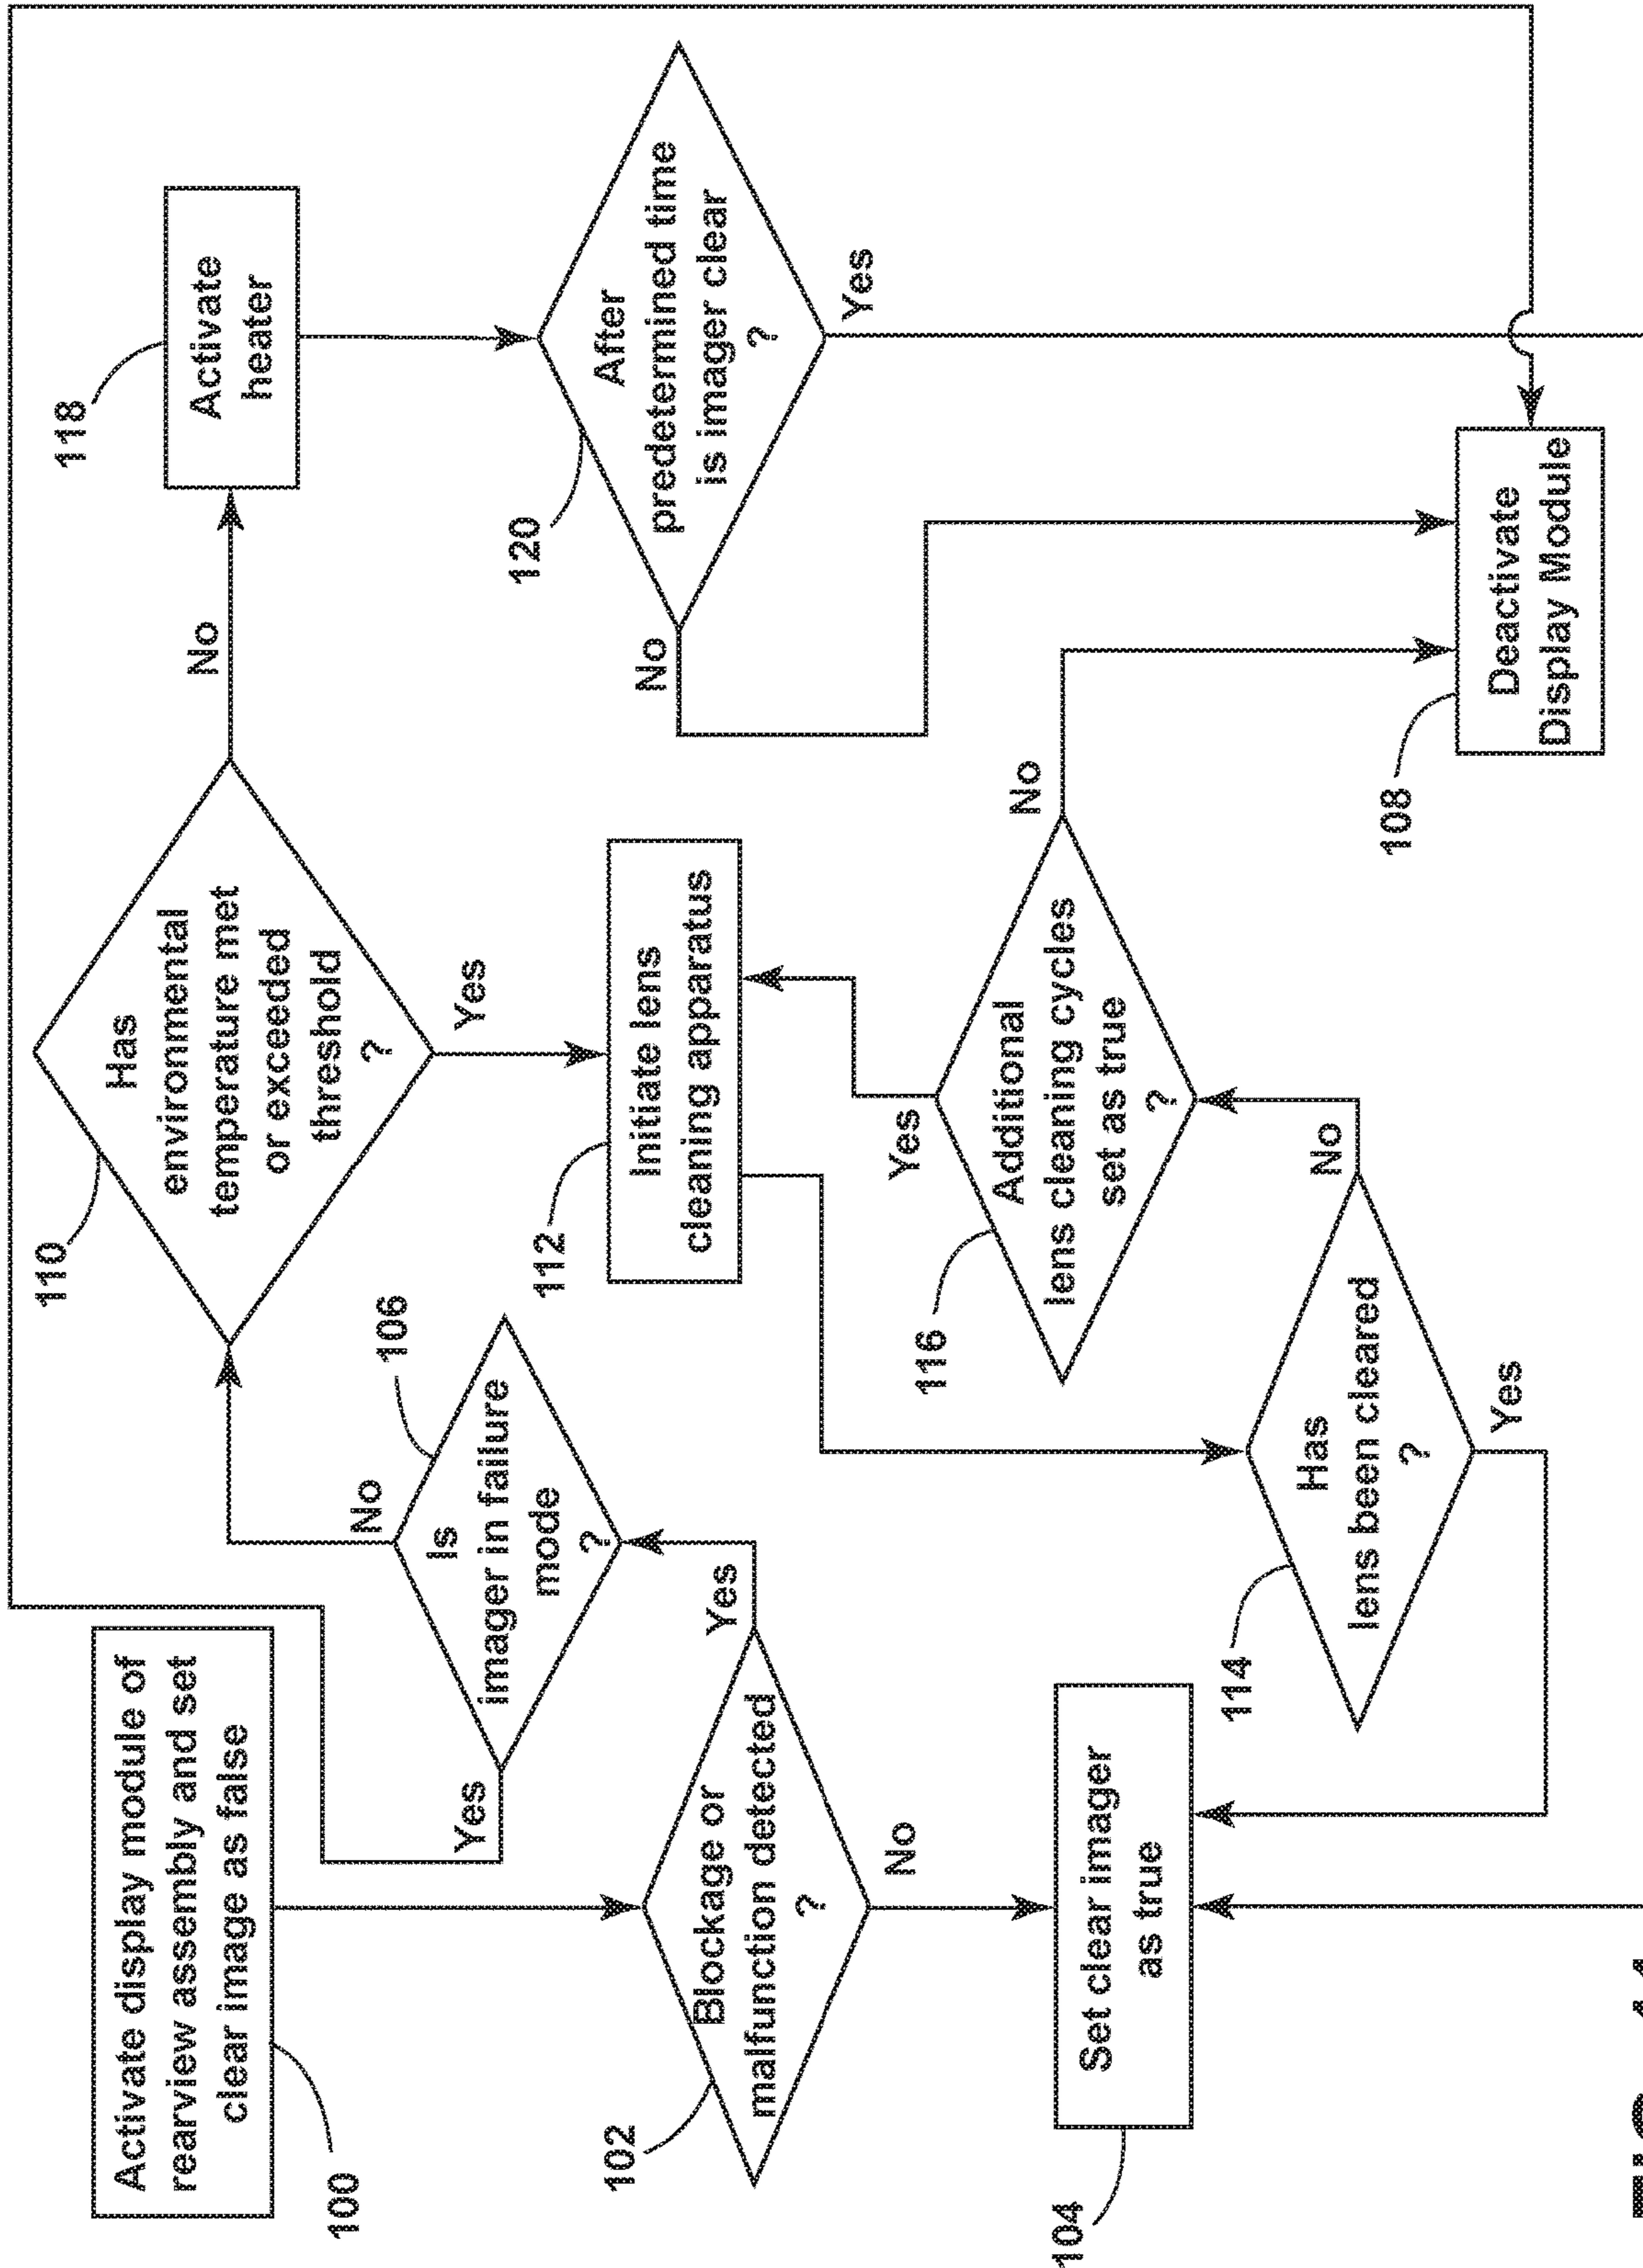 Activate display module of
rearview assembly and set
clear image as false
100
Blockage or
malfunction detected
?
102
Yes
No
Set clear imager
as true
104
Is
imager in failure
mode
?
106
Yes
No
Has
environmental
temperature met
or exceeded
threshold
?
110
Yes
No
Initiate lens
cleaning apparatus
112
Has
lens been cleared
?
114
Yes
No
Additional
lens cleaning cycles
set as true
?
116
Yes
No
Activate
heater
118
After
predetermined time
is imager clear
?
120
No
Yes
Deactivate
Display Module
108